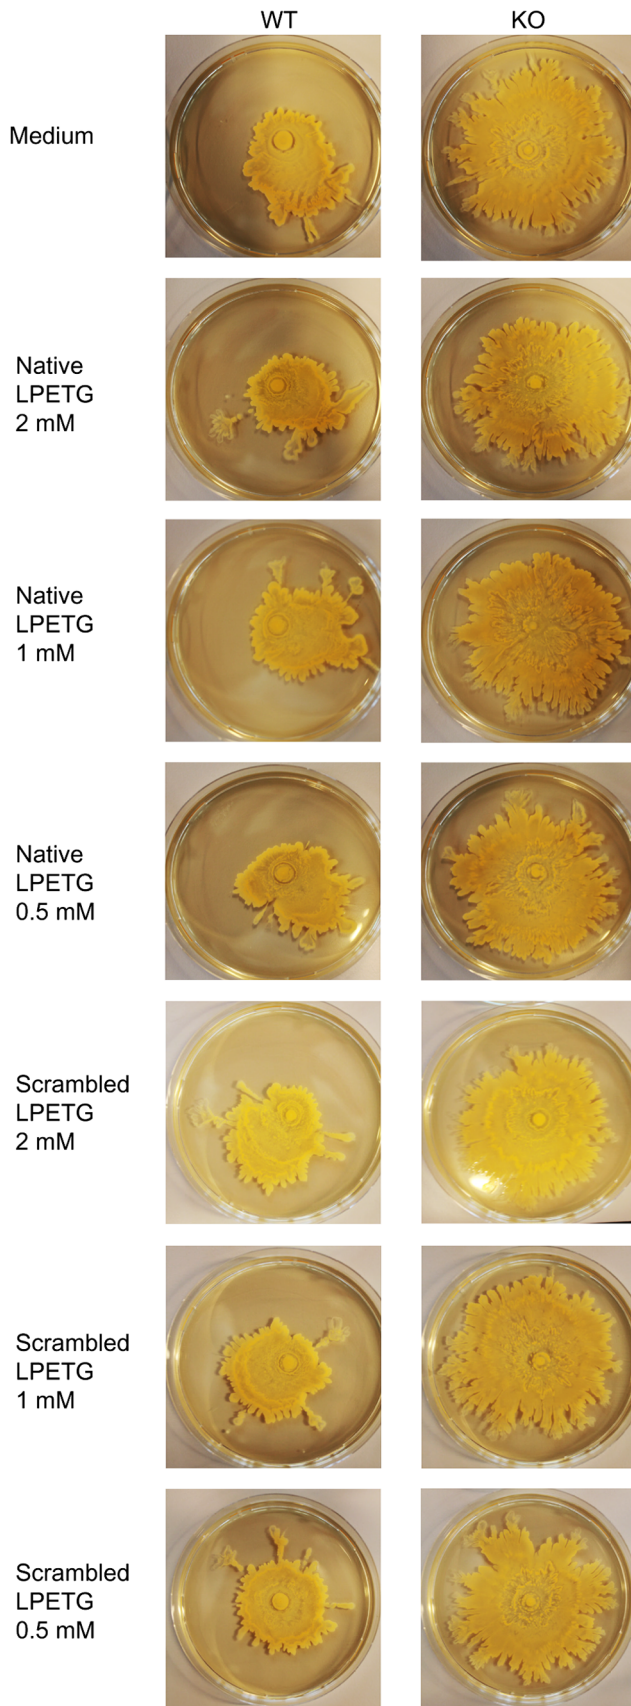 WT KO
Medium
Native
LPETG
2 mM
Native
LPETG
1 mM
Native
LPETG
0.5 mM
Scrambled
LPETG
2 mM
Scrambled
LPETG
1 mM
Scrambled
LPETG
0.5 mM